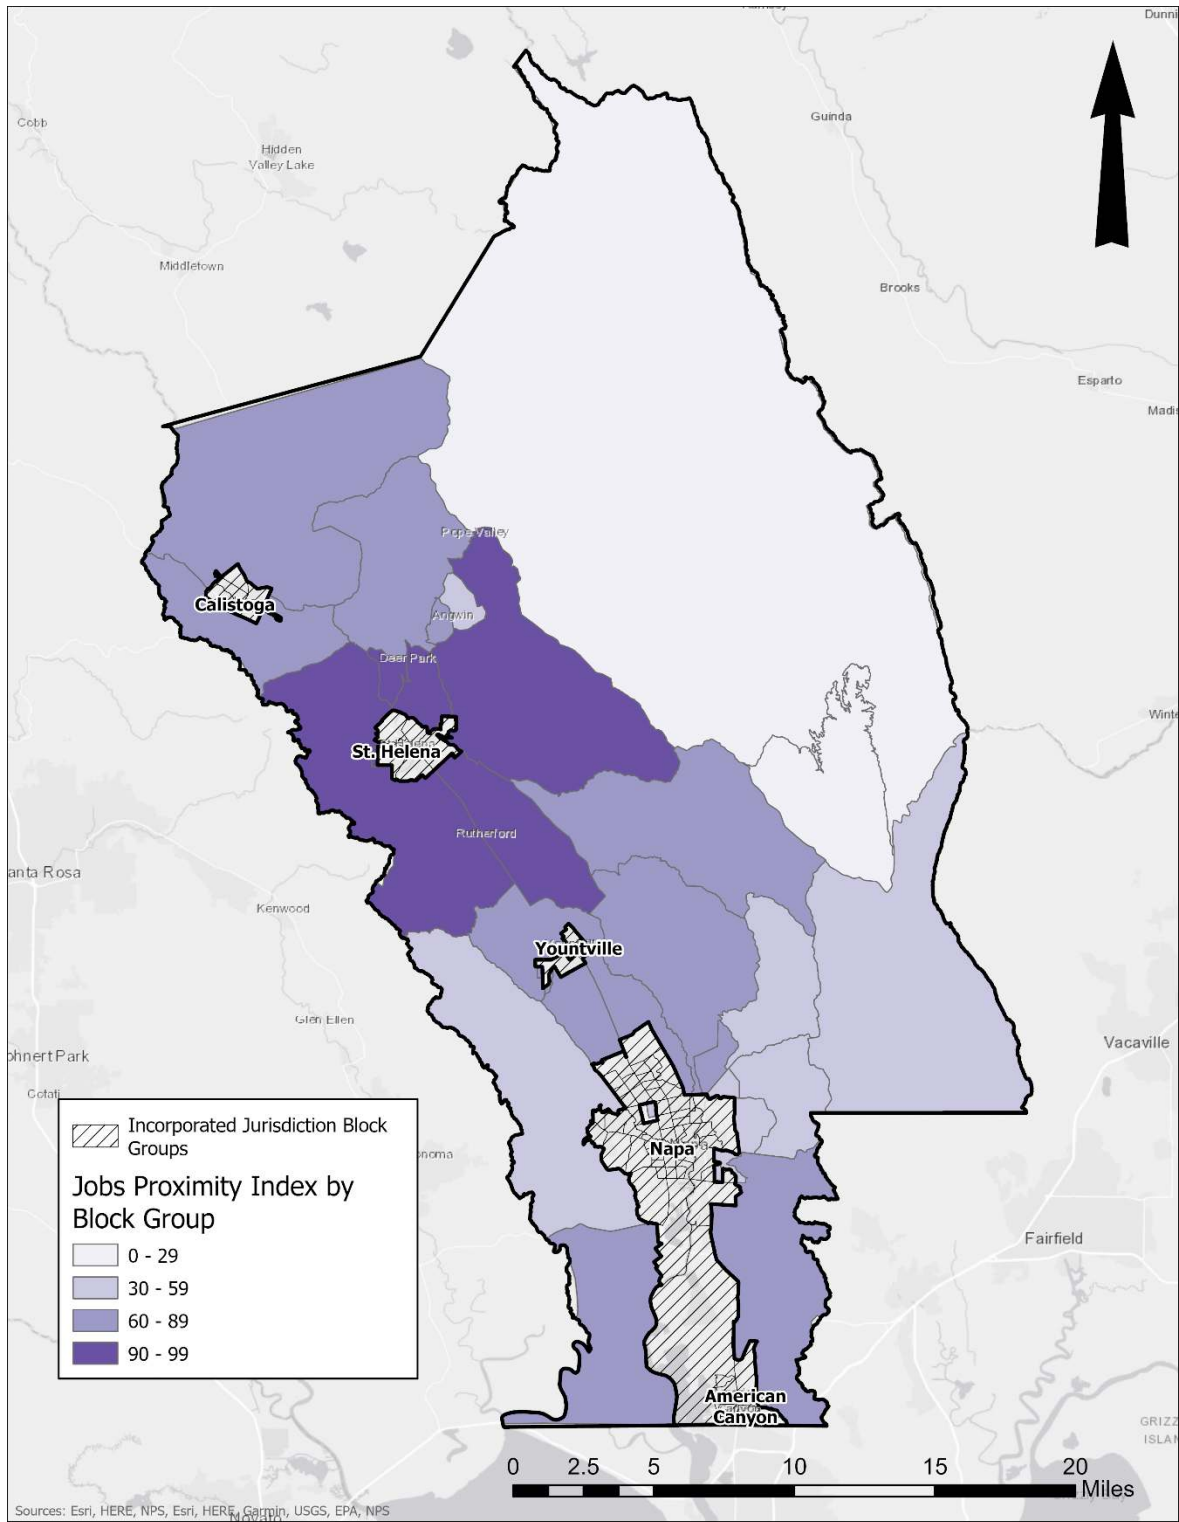 Dunni
Cobb
Guinda
Hidden
Valley Lake
Middletown
Brooks
Esparto
Madis
Pope Valley
Calistoga
Angwin
Deer Park
Winte
St. Helena
Rutherford
anta Rosa
Kenwood
Yountville
Glen Ellen
ohnert Park
Vacaville
Cotati
Incorporated Jurisdiction Block
Groups
Napa
onoma
Jobs Proximity Index by
Block Group
Fairfield
0 - 29
30 - 59
60 - 89
90 - 99
American
Canyon
GRIZZ
ISLAN
0 2.5 5 10 15 20
Miles
Sources: Esri, HERE, NPS, Esri, HERE, Garmin, USGS, EPA, NPS
Novato